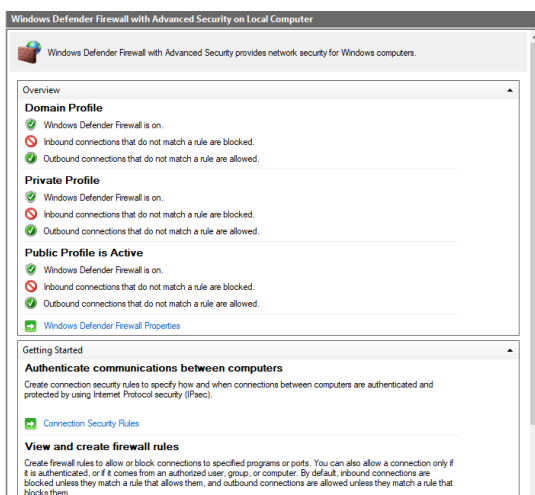 Windows Defender Firewall with Advanced Security on Local Computer
Windows Defender Firewall with Advanced Security provides network security for Windows computers.
Overview
Domain Profile
Windows Defender Firewall is on.
Inbound connections that do not match a rule are blocked.
Outbound connections that do not match a rule are allowed.
Private Profile
Windows Defender Firewall is on.
Inbound connections that do not match a rule are blocked.
Outbound connections that do not match a rule are allowed.
Public Profile is Active
Windows Defender Firewall is on.
Inbound connections that do not match a rule are blocked.
Outbound connections that do not match a rule are allowed.
Windows Defender Firewall Properties
Getting Started
Authenticate communications between computers
Create connection security rules to specify how and when connections between computers are authenticated and
protected by using Internet Protocol security (IPsec).
Connection Security Rules
View and create firewall rules
Create firewall rules to allow or block connections to specified programs or ports. You can also allow a connection only if
it is authenticated, or if it comes from an authorized user, group, or computer. By default, inbound connections are
blocked unless they match a rule that allows them, and outbound connections are allowed unless they match a rule that
blocks them.